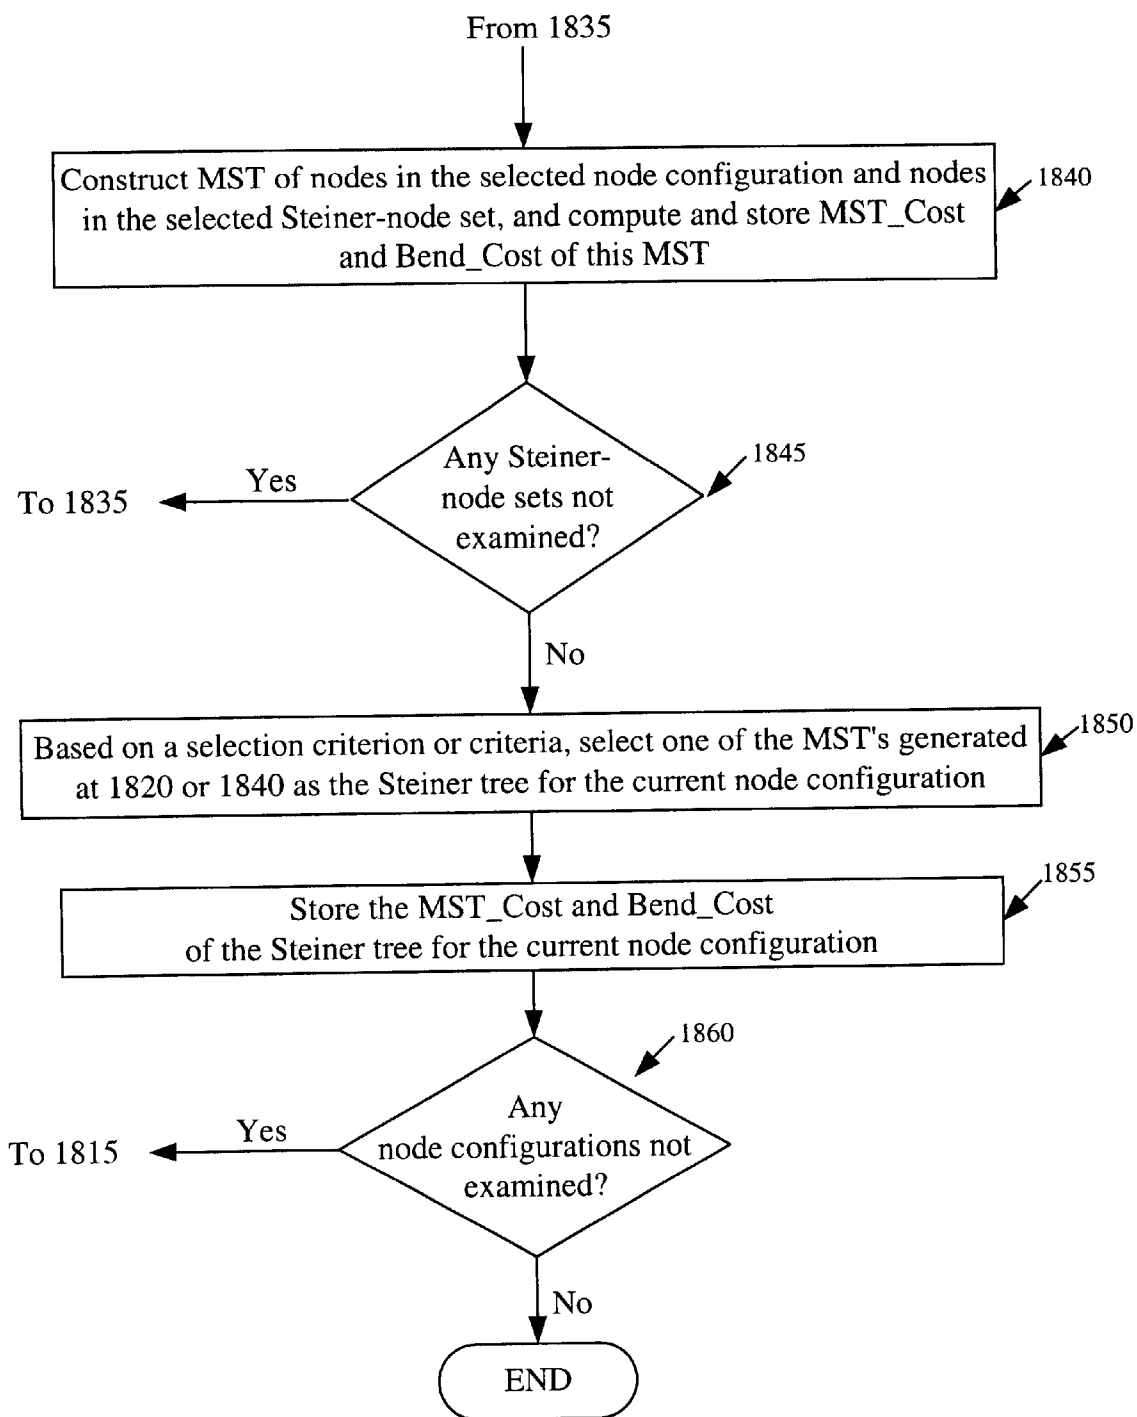 From 1835
Construct MST of nodes in the selected node configuration and nodes
in the selected Steiner-node set, and compute and store MST_Cost
and Bend_Cost of this MST
1840
Any Steiner-
node sets not
examined?
1845
Yes
To 1835
No
Based on a selection criterion or criteria, select one of the MST's generated
at 1820 or 1840 as the Steiner tree for the current node configuration
1850
Store the MST_Cost and Bend_Cost
of the Steiner tree for the current node configuration
1855
1860
Any
node configurations not
examined?
Yes
To 1815
No
END